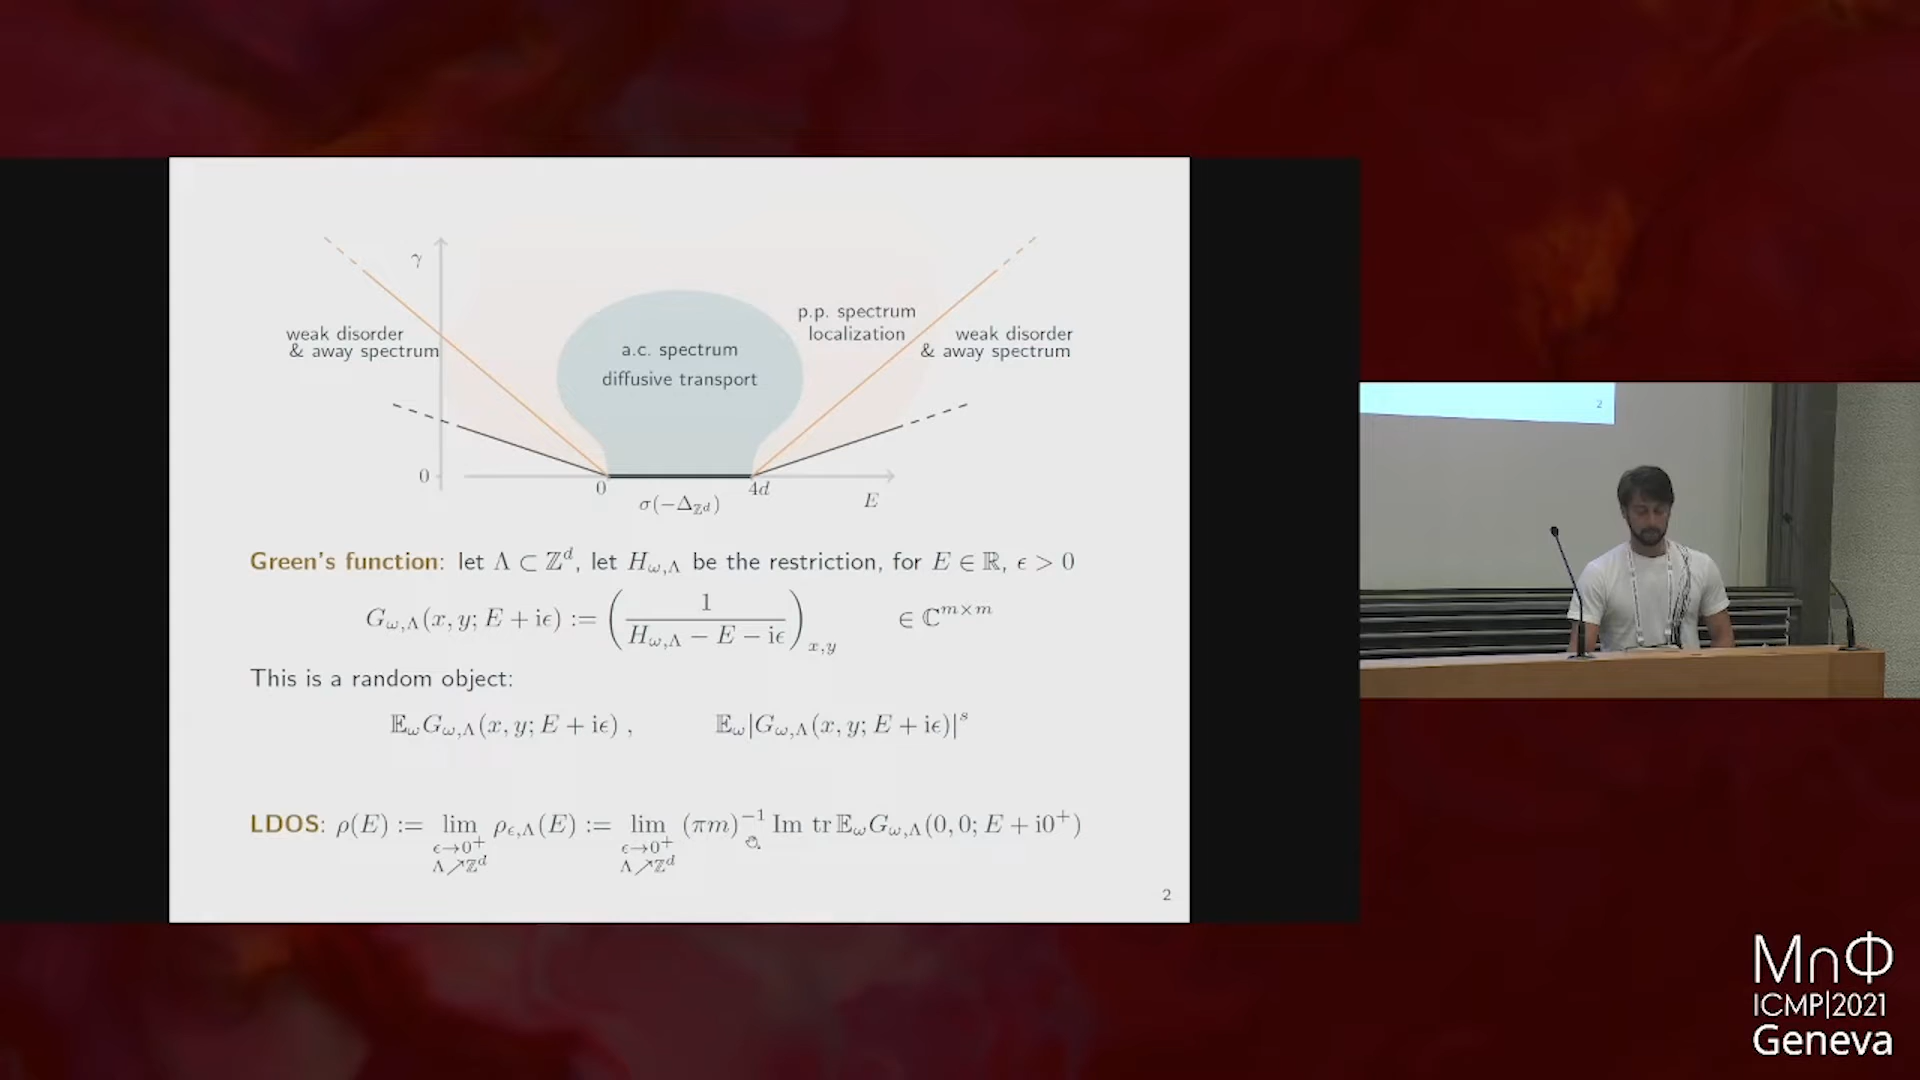 γ
weak disorder
& away spectrum
a.c. spectrum
diffusive transport
p.p. spectrum
localization
weak disorder
& away spectrum
0
0
4d
E
σ(−Δ_{ℤ^d})
Green's function: let Λ ⊂ ℤ^d, let H_{ω,Λ} be the restriction, for E ∈ ℝ, ϵ > 0
G_{ω,Λ}(x, y; E + iϵ) := (1 / (H_{ω,Λ} − E − iϵ))_{x,y} ∈ ℂ^{m×m}
This is a random object:
𝔼_ω G_{ω,Λ}(x, y; E + iϵ) , 𝔼_ω|G_{ω,Λ}(x, y; E + iϵ)|^s
LDOS: ρ(E) := lim_{ϵ→0^+ Λ↗ℤ^d} ρ_{ϵ,Λ}(E) := lim_{ϵ→0^+ Λ↗ℤ^d} (πm)^{−1} Im tr 𝔼_ω G_{ω,Λ}(0, 0; E + i0^+)
2
2
M∩Φ
ICMP|2021
Geneva